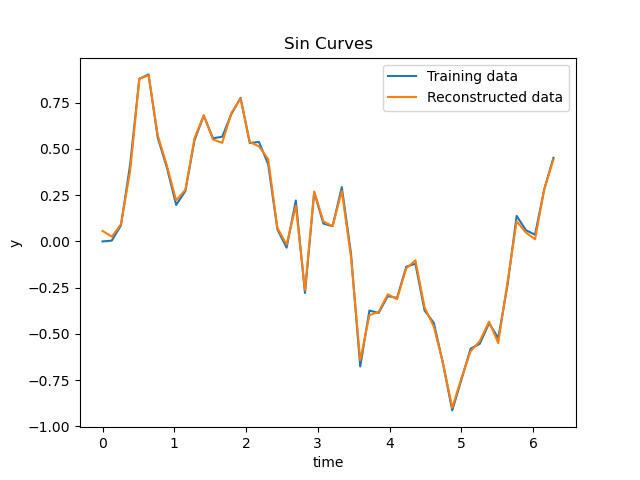 Sin Curves
Training data
Reconstructed data
0.75
0.50
0.25
0.00
−0.25
−0.50
−0.75
−1.00
0 1 2 3 4 5 6
y
time